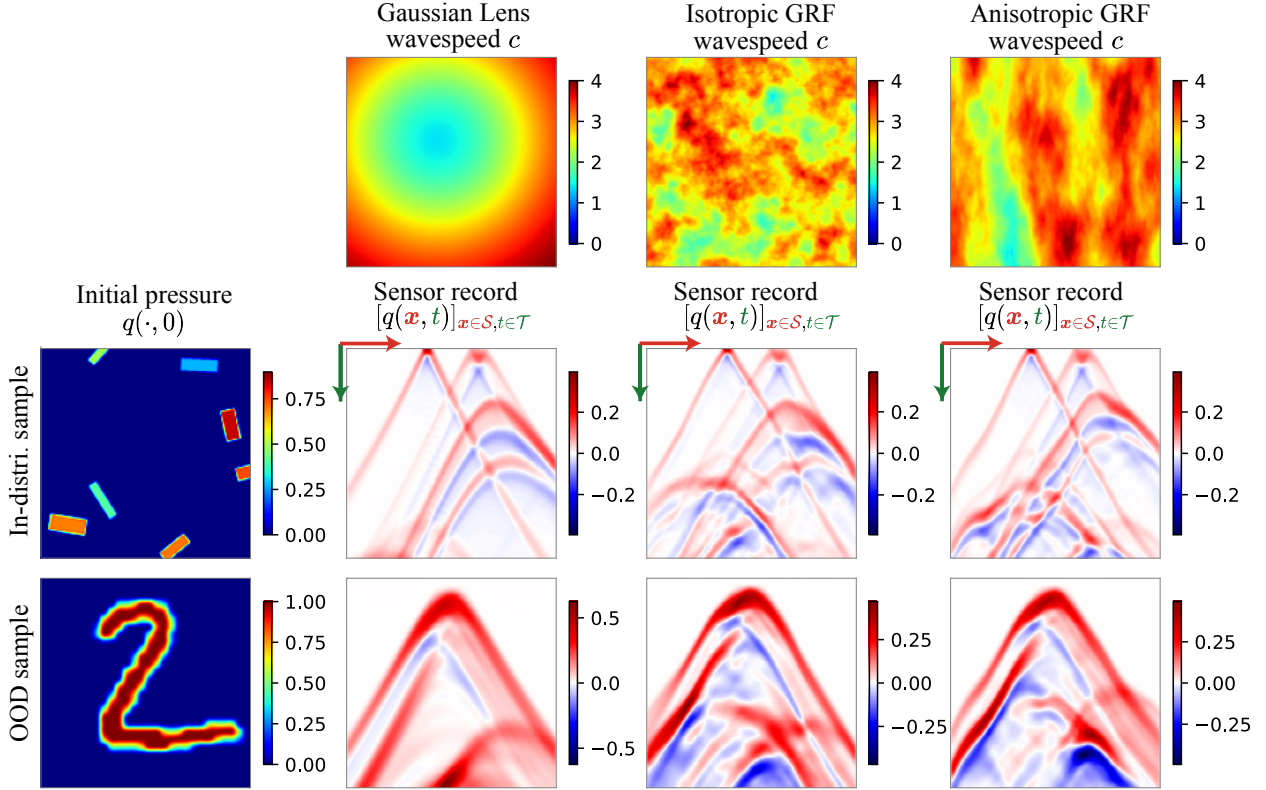 Gaussian Lens
wavespeed c
Isotropic GRF
wavespeed c
Anisotropic GRF
wavespeed c
4
3
2
1
0
4
3
2
1
0
4
3
2
1
0
Initial pressure
q(·, 0)
Sensor record
[q(x, t)]x∈S,t∈T
Sensor record
[q(x, t)]x∈S,t∈T
Sensor record
[q(x, t)]x∈S,t∈T
In-distri. sample
0.75
0.50
0.25
0.00
0.2
0.0
−0.2
0.2
0.0
−0.2
0.2
0.0
−0.2
OOD sample
1.00
0.75
0.50
0.25
0.00
0.5
0.0
−0.5
0.25
0.00
−0.25
0.25
0.00
−0.25